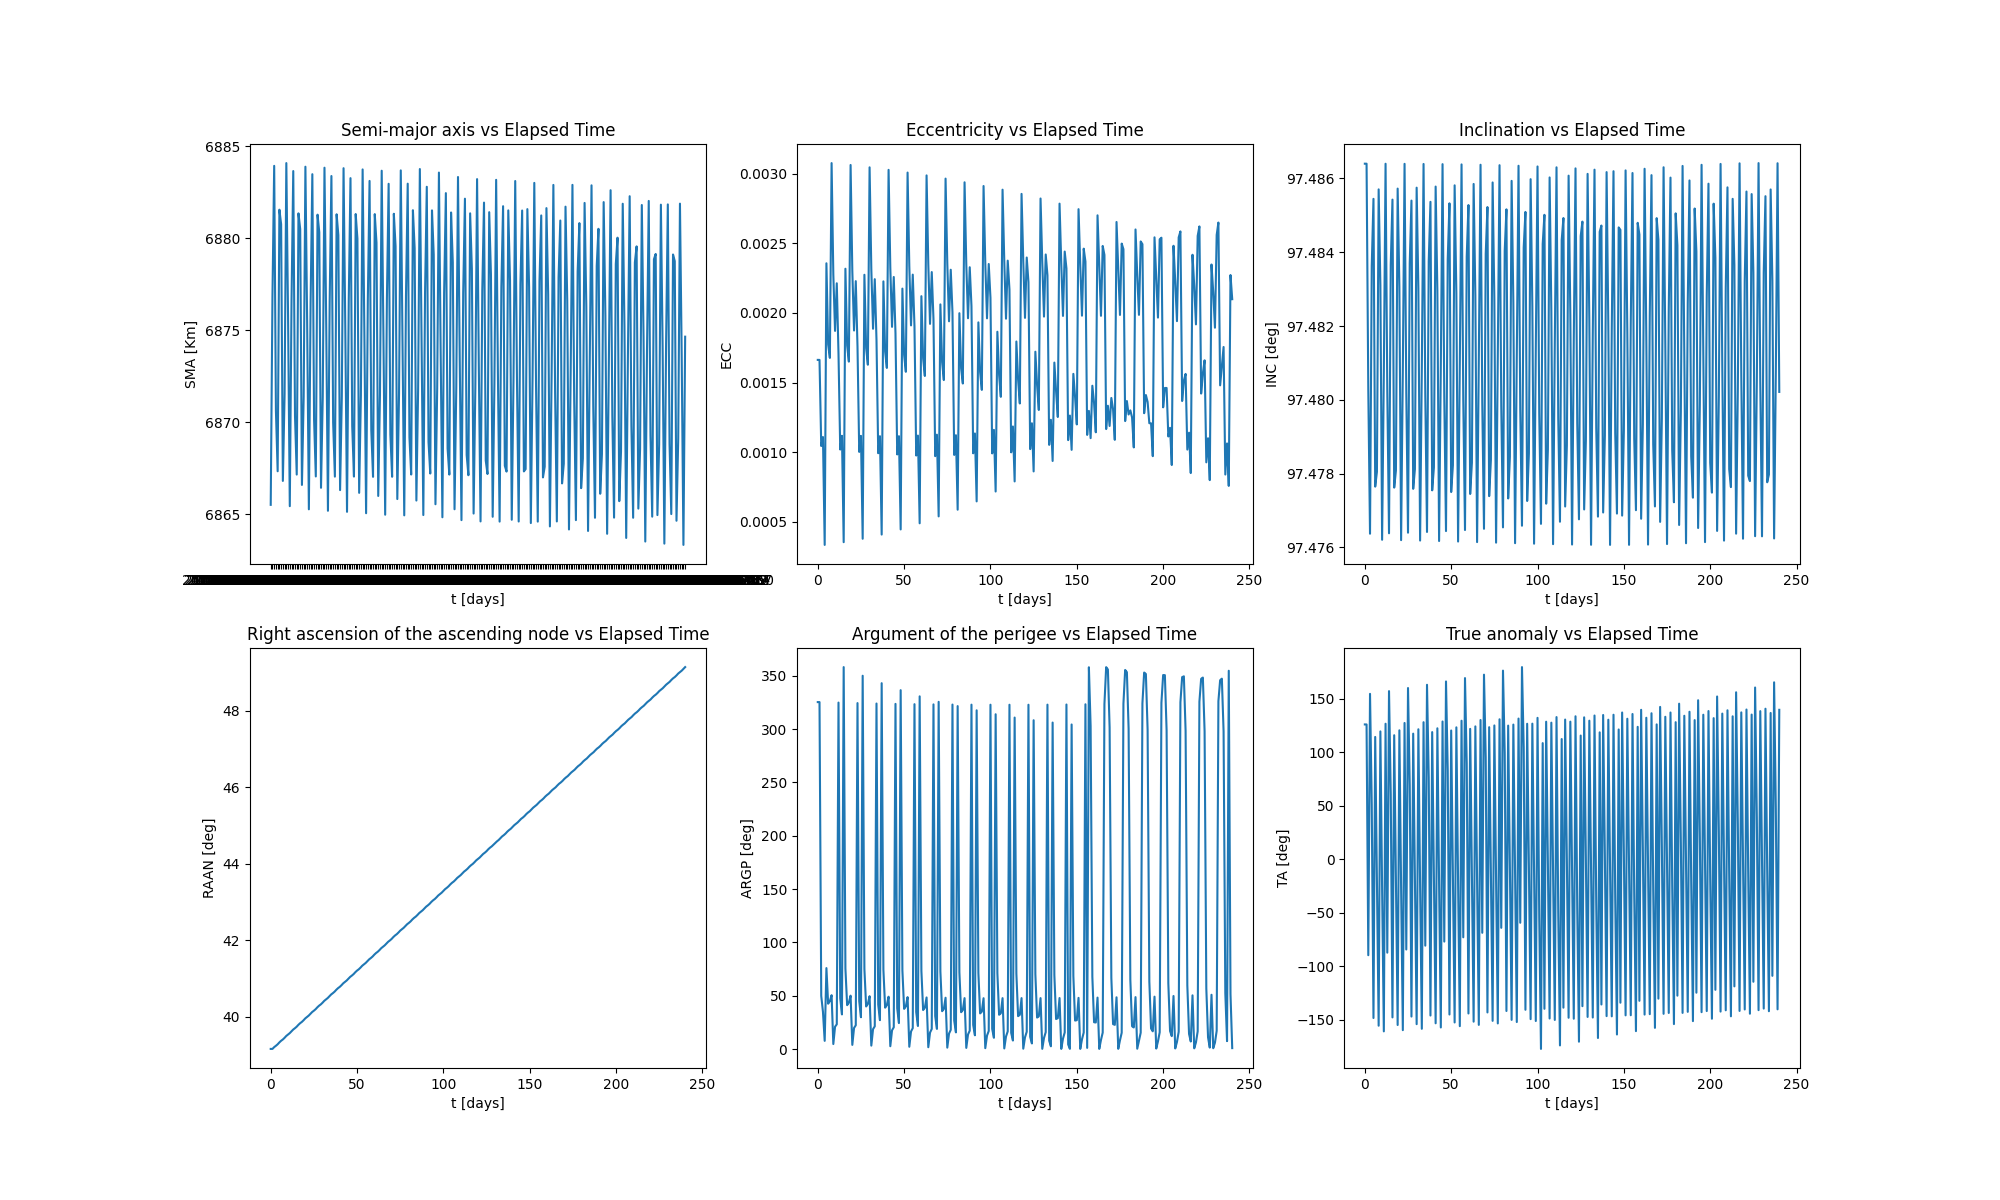 Semi-major axis vs Elapsed Time
6885
6880
6875
6870
6865
SMA [Km]
t [days]
Eccentricity vs Elapsed Time
0.0030
0.0025
0.0020
0.0015
0.0010
0.0005
ECC
0 50 100 150 200 250
t [days]
Inclination vs Elapsed Time
97.486
97.484
97.482
97.480
97.478
97.476
INC [deg]
0 50 100 150 200 250
t [days]
Right ascension of the ascending node vs Elapsed Time
48
46
44
42
40
RAAN [deg]
0 50 100 150 200 250
t [days]
Argument of the perigee vs Elapsed Time
350
300
250
200
150
100
50
0
ARGP [deg]
0 50 100 150 200 250
t [days]
True anomaly vs Elapsed Time
150
100
50
0
−50
−100
−150
TA [deg]
0 50 100 150 200 250
t [days]